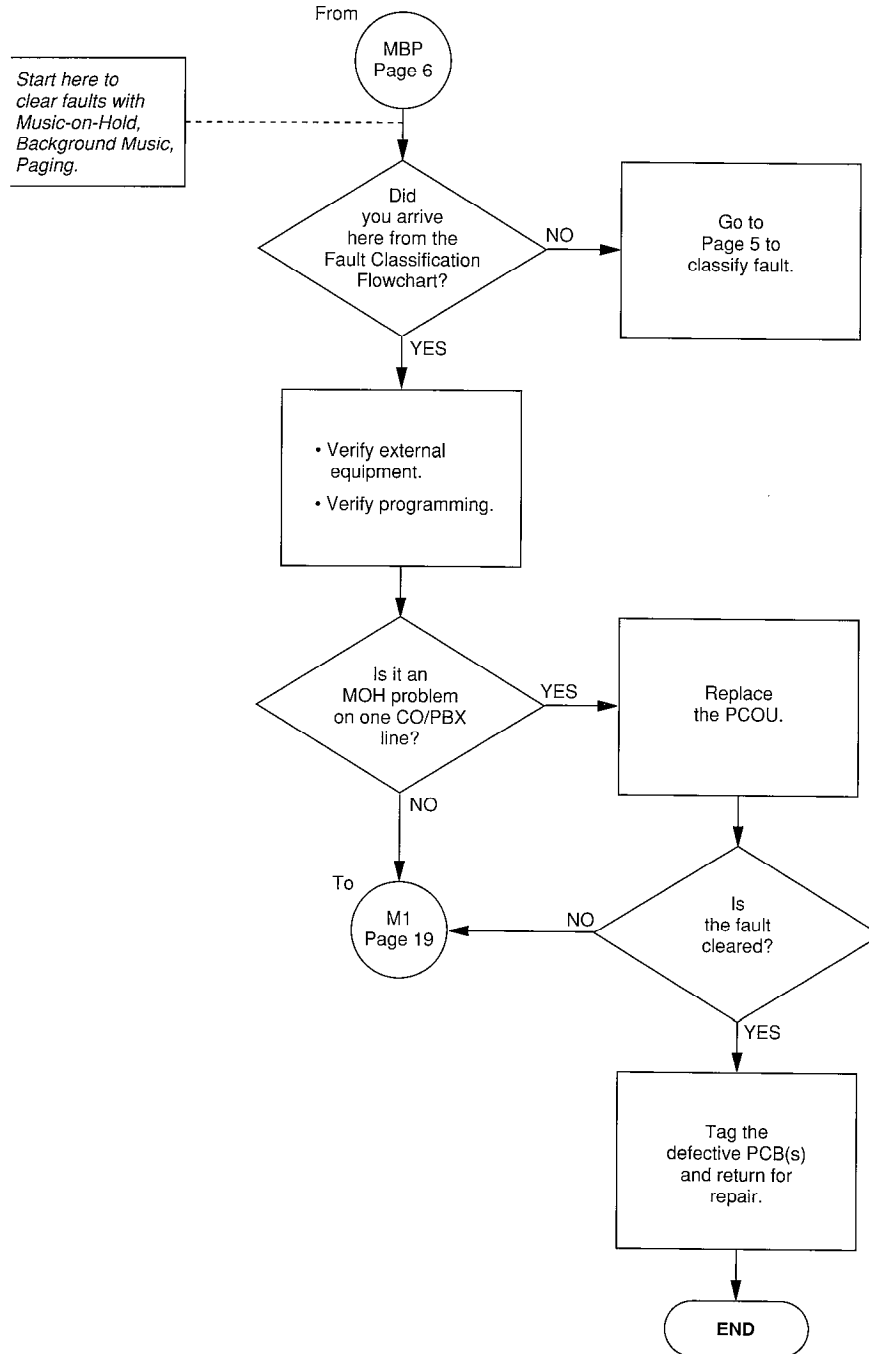 From
MBP
Page 6
Start here to
clear faults with
Music-on-Hold,
Background Music,
Paging.
Did
you arrive
here from the
Fault Classification
Flowchart?
NO
Go to
Page 5 to
classify fault.
YES
• Verify external
equipment.
• Verify programming.
Is it an
MOH problem
on one CO/PBX
line?
YES
Replace
the PCOU.
NO
To
M1
Page 19
NO
Is
the fault
cleared?
YES
Tag the
defective PCB(s)
and return for
repair.
END